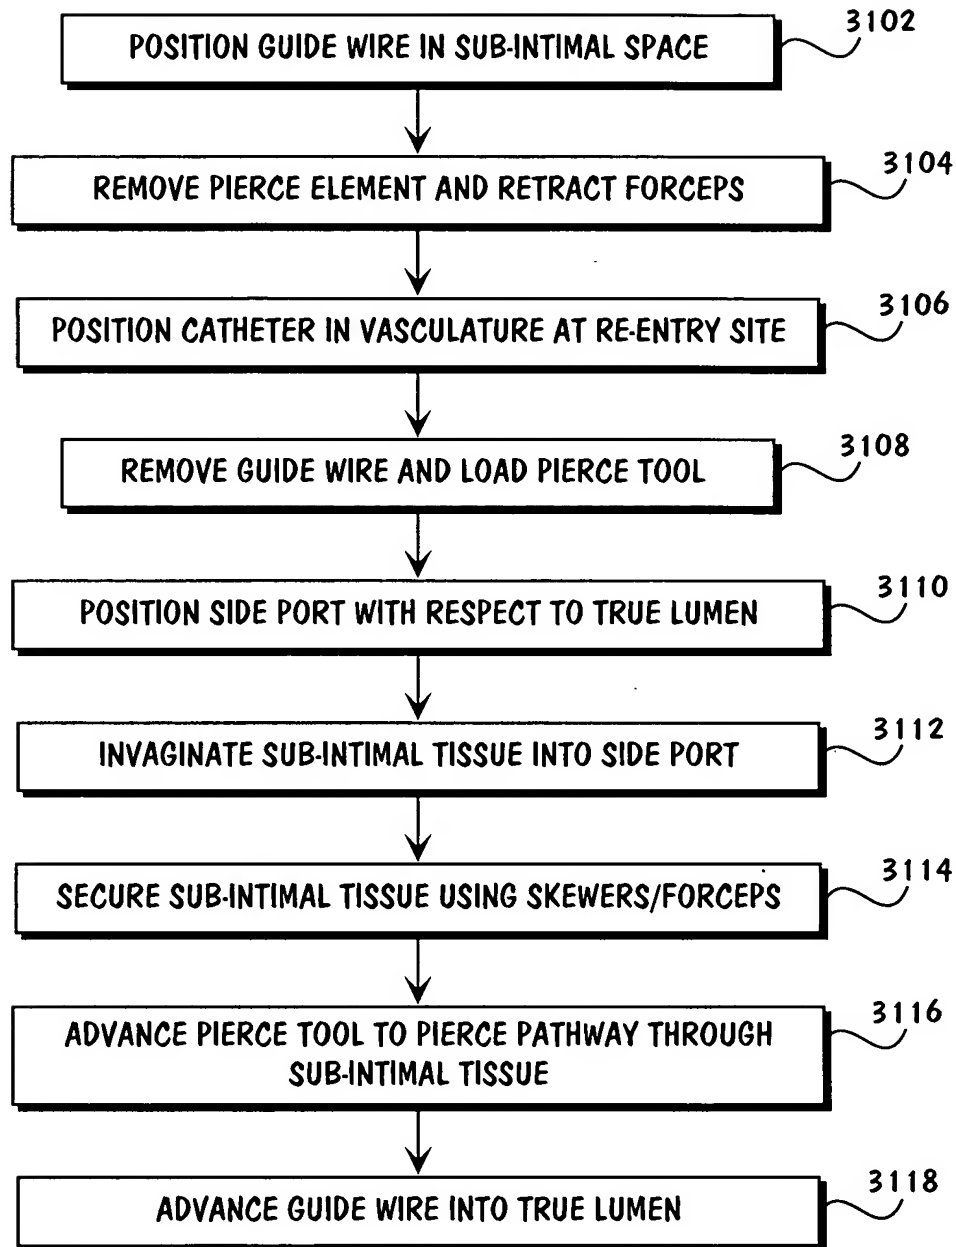 3102
POSITION GUIDE WIRE IN SUB-INTIMAL SPACE
3104
REMOVE PIERCE ELEMENT AND RETRACT FORCEPS
3106
POSITION CATHETER IN VASCULATURE AT RE-ENTRY SITE
3108
REMOVE GUIDE WIRE AND LOAD PIERCE TOOL
3110
POSITION SIDE PORT WITH RESPECT TO TRUE LUMEN
3112
INVAGINATE SUB-INTIMAL TISSUE INTO SIDE PORT
3114
SECURE SUB-INTIMAL TISSUE USING SKEWERS/FORCEPS
3116
ADVANCE PIERCE TOOL TO PIERCE PATHWAY THROUGH
SUB-INTIMAL TISSUE
3118
ADVANCE GUIDE WIRE INTO TRUE LUMEN